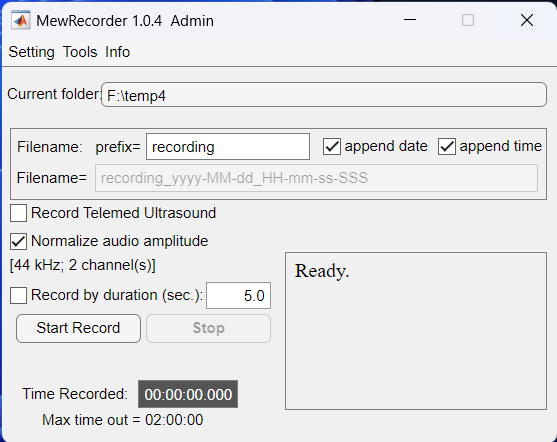 MewRecorder 1.0.4  Admin
Setting Tools Info
Current folder: F:\temp4
Filename: prefix= recording append date append time
Filename= recording_yyyy-MM-dd_HH-mm-ss-SSS
Record Telemed Ultrasound
Normalize audio amplitude
[44 kHz; 2 channel(s)]
Ready.
Record by duration (sec.): 5.0
Start Record Stop
Time Recorded: 00:00:00.000
Max time out = 02:00:00